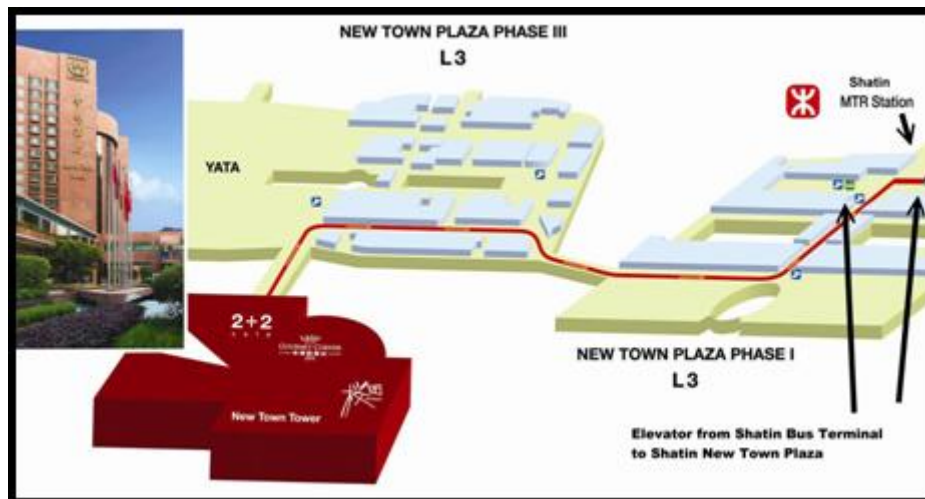 NEW TOWN PLAZA PHASE III
L3
Shatin
MTR Station
YATA
2+2
New Town Tower
NEW TOWN PLAZA PHASE I
L3
Elevator from Shatin Bus Terminal
to Shatin New Town Plaza